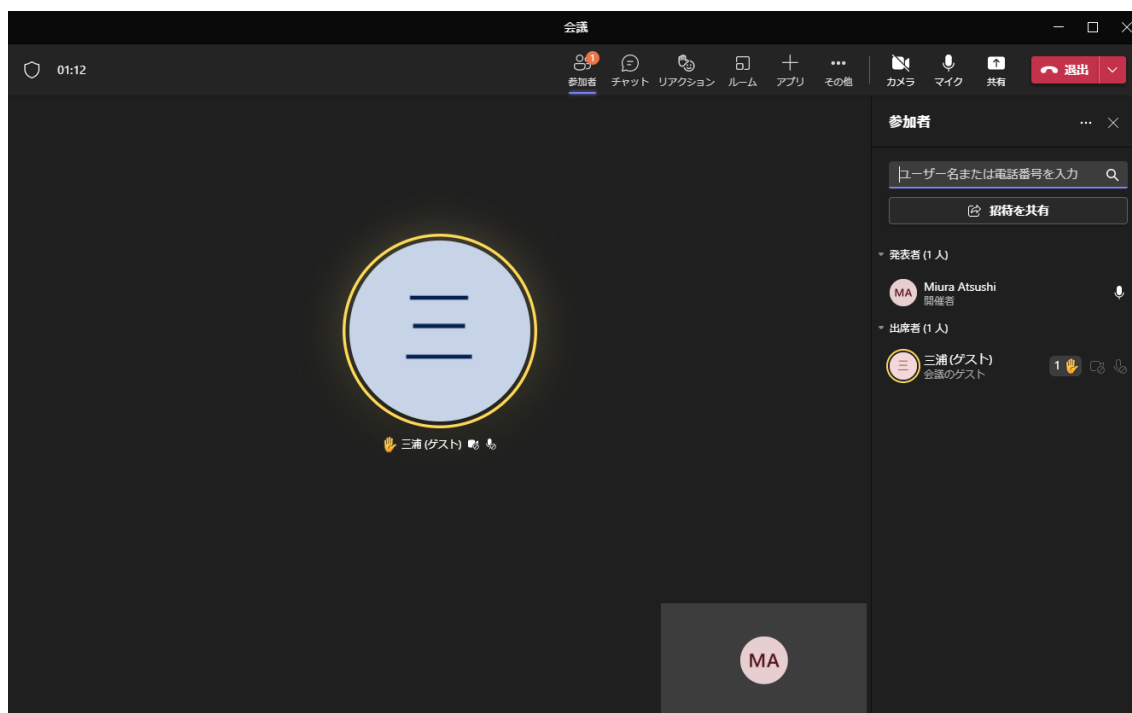 会議
01:12
1
参加者 チャット リアクション ルーム アプリ その他 カメラ マイク 共有 退出
参加者
ユーザー名または電話番号を入力
招待を共有
発表者 (1 人)
MA Miura Atsushi
開催者
出席者 (1 人)
三 三浦 (ゲスト) 1
会議のゲスト
三
三浦 (ゲスト)
MA